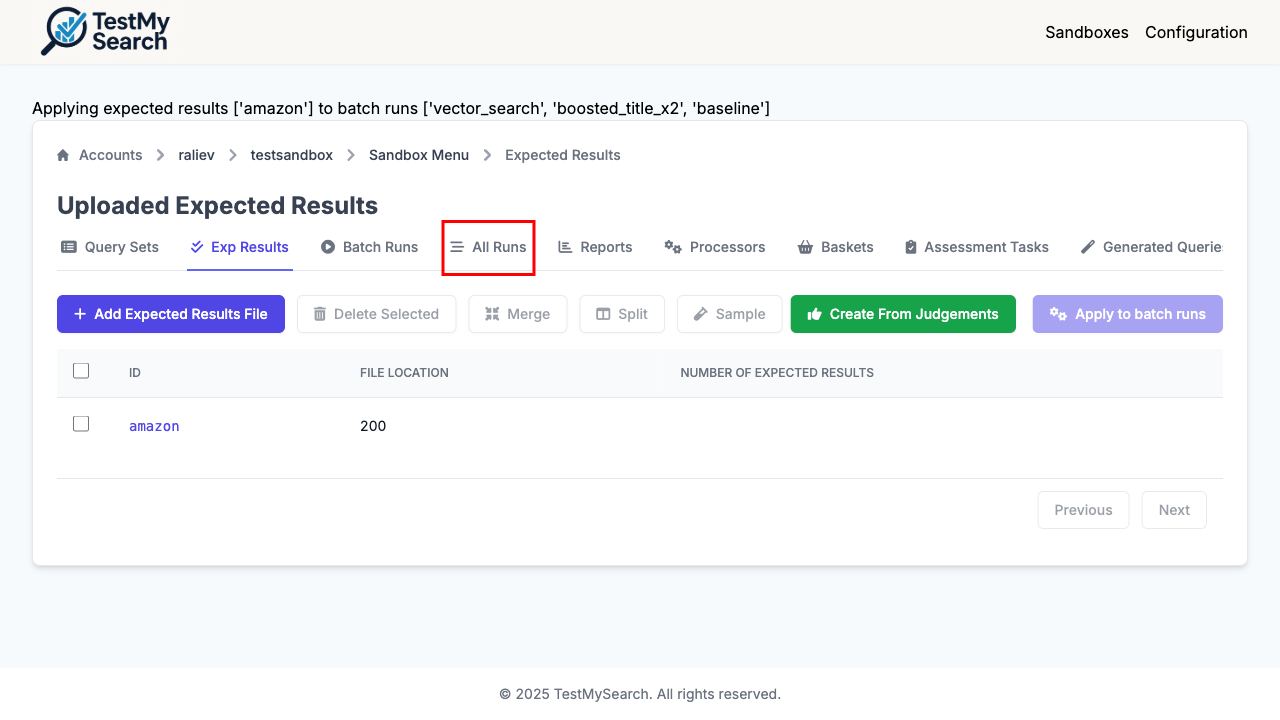 TestMy
Search
Sandboxes Configuration
Applying expected results ['amazon'] to batch runs ['vector_search', 'boosted_title_x2', 'baseline']
Accounts raliev testsandbox Sandbox Menu Expected Results
Uploaded Expected Results
Query Sets Exp Results Batch Runs All Runs Reports Processors Baskets Assessment Tasks Generated Querie
Add Expected Results File Delete Selected Merge Split Sample Create From Judgements Apply to batch runs
ID FILE LOCATION NUMBER OF EXPECTED RESULTS
amazon 200
Previous Next
© 2025 TestMySearch. All rights reserved.